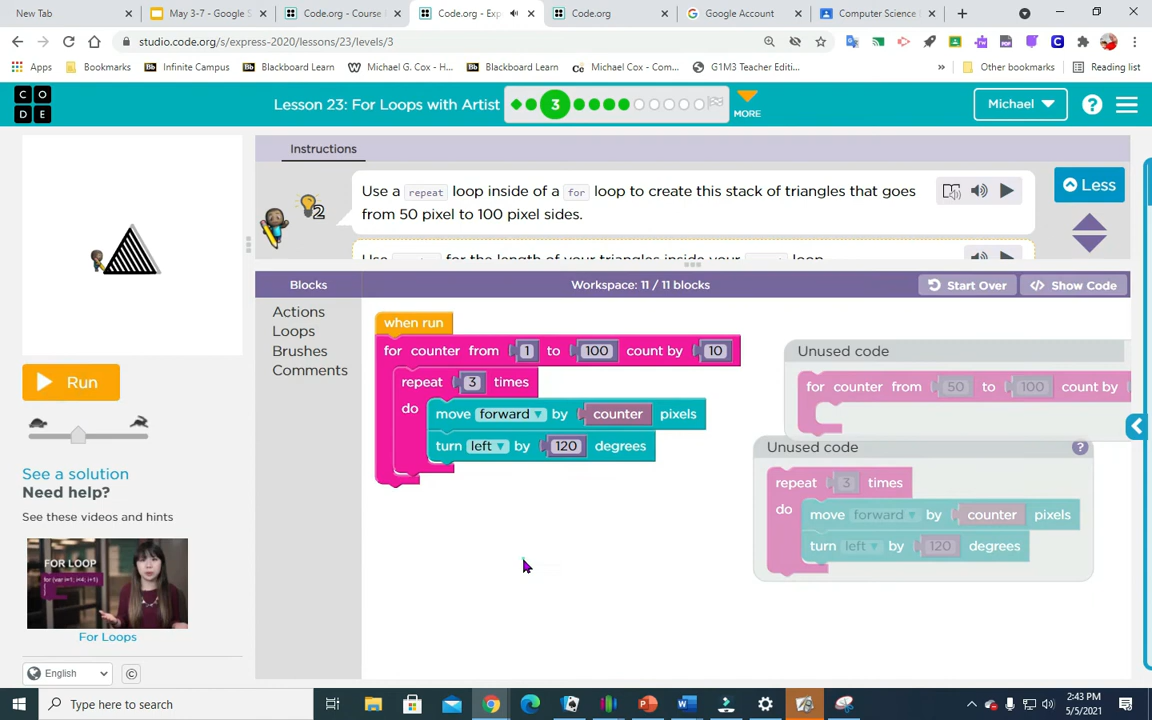 New Tab
May 3-7 - Google S
Code.org - Course
Code.org - Exp
Code.org
Google Account
Computer Science
studio.code.org/s/express-2020/lessons/23/levels/3
Apps
Bookmarks
Infinite Campus
Blackboard Learn
Michael G. Cox - H...
Blackboard Learn
Michael Cox - Com...
G1M3 Teacher Editi...
»
Other bookmarks
Reading list
C O
D E
Lesson 23: For Loops with Artist
3
MORE
Michael
?
Instructions
2
Use a repeat loop inside of a for loop to create this stack of triangles that goes
from 50 pixel to 100 pixel sides.
Less
Blocks
Workspace: 11 / 11 blocks
Start Over
Show Code
Actions
Loops
Brushes
Comments
when run
for counter from 1 to 100 count by 10
repeat 3 times
do move forward by counter pixels
turn left by 120 degrees
Unused code
for counter from 50 to 100 count by
Unused code ?
repeat 3 times
do move forward by counter pixels
turn left by 120 degrees
Run
See a solution
Need help?
See these videos and hints
FOR LOOP
For Loops
English
©
Type here to search
2:43 PM
5/5/2021